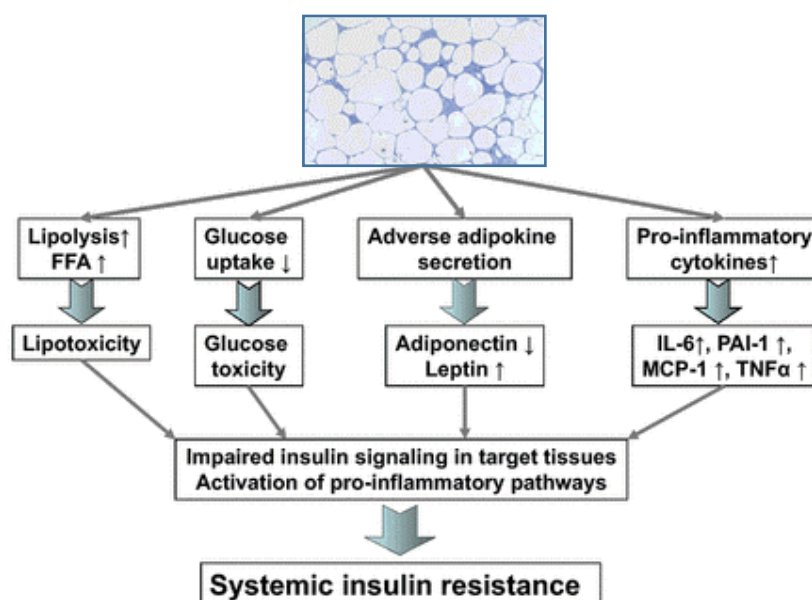 Lipolysis↑
FFA ↑
Glucose
uptake ↓
Adverse adipokine
secretion
Pro-inflammatory
cytokines↑
Lipotoxicity
Glucose
toxicity
Adiponectin ↓
Leptin ↑
IL-6↑, PAI-1 ↑,
MCP-1 ↑, TNFα ↑
Impaired insulin signaling in target tissues
Activation of pro-inflammatory pathways
Systemic insulin resistance